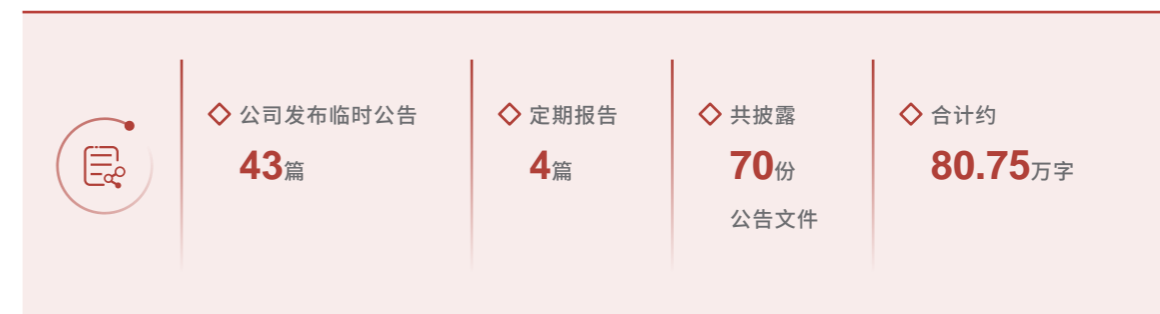 公司发布临时公告
43篇
定期报告
4篇
共披露
70份
公告文件
合计约
80.75万字